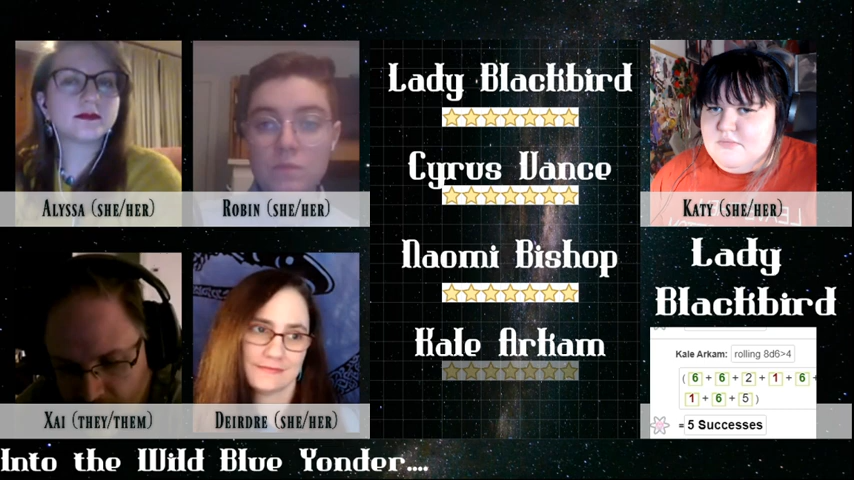 Alyssa (she/her)
Robin (she/her)
Lady Blackbird
Cyrus Vance
Naomi Bishop
Kale Arkam
Katy (she/her)
Xai (they/them)
Deirdre (she/her)
Lady
Blackbird
Kale Arkam: rolling 8d6>4
( 6 + 6 + 2 + 1 + 6 +
1 + 6 + 5 )
= 5 Successes
Into the Wild Blue Yonder....